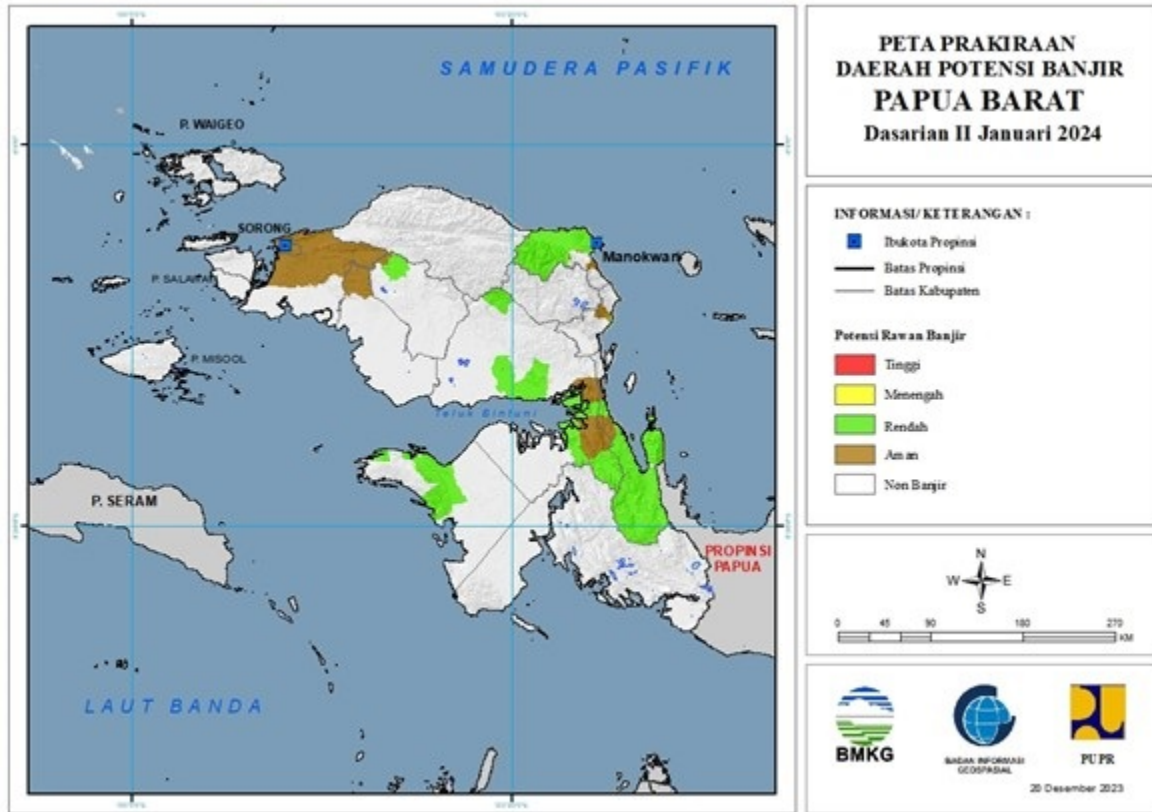 PETA PRAKIRAAN
DAERAH POTENSI BANJIR
PAPUA BARAT
Dasarian II Januari 2024
SAMUDERA PASIFIK
P. WAIGEO
SORONG
Manokwari
P. SALAWATI
P. MISOOL
Teluk Bintuni
P. SERAM
PROPINSI
PAPUA
LAUT BANDA
INFORMASI/ KETERANGAN :
Ibukota Propinsi
Batas Propinsi
Batas Kabupaten
Potensi Rawan Banjir
Tinggi
Menengah
Rendah
Aman
Non Banjir
N
W E
S
0 45 90 180 270
KM
BMKG
BADAN INFORMASI
GEOSPASIAL
PU PR
20 Desember 2023